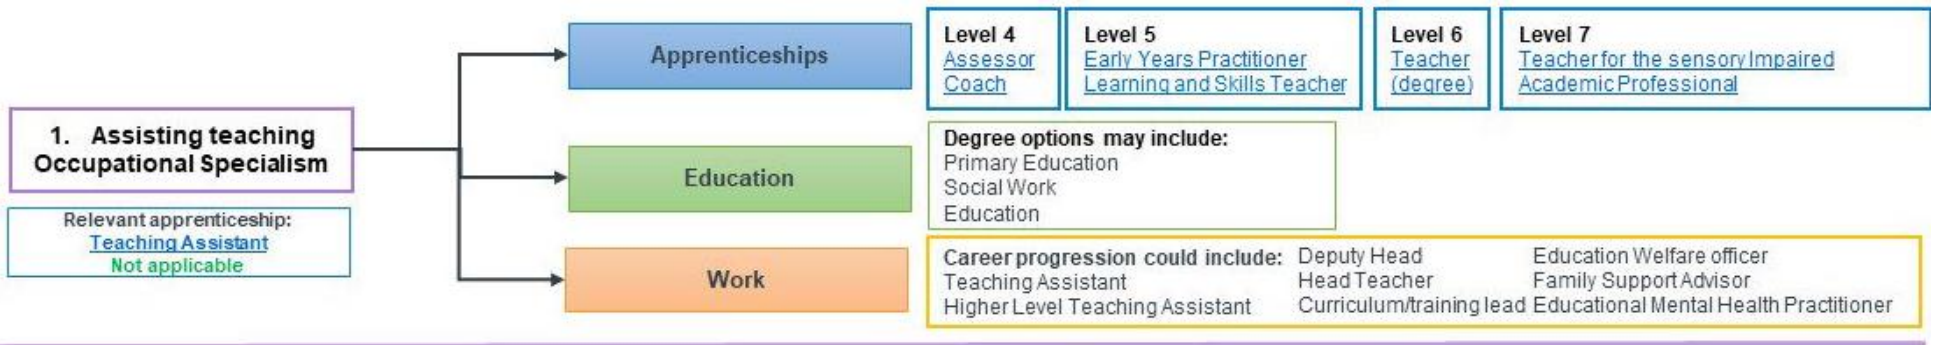 1. Assisting teaching
Occupational Specialism
Relevant apprenticeship:
Teaching Assistant
Not applicable
Apprenticeships
Level 4
Assessor
Coach
Level 5
Early Years Practitioner
Learning and Skills Teacher
Level 6
Teacher
(degree)
Level 7
Teacher for the sensory Impaired
Academic Professional
Education
Degree options may include:
Primary Education
Social Work
Education
Work
Career progression could include:
Teaching Assistant
Higher Level Teaching Assistant
Deputy Head
Head Teacher
Curriculum/training lead
Education Welfare officer
Family Support Advisor
Educational Mental Health Practitioner